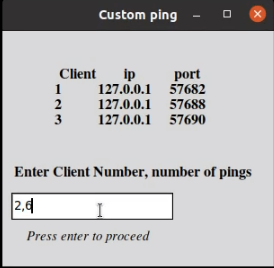 Custom ping
Client ip port
1 127.0.0.1 57682
2 127.0.0.1 57688
3 127.0.0.1 57690
Enter Client Number, number of pings
2,6
Press enter to proceed